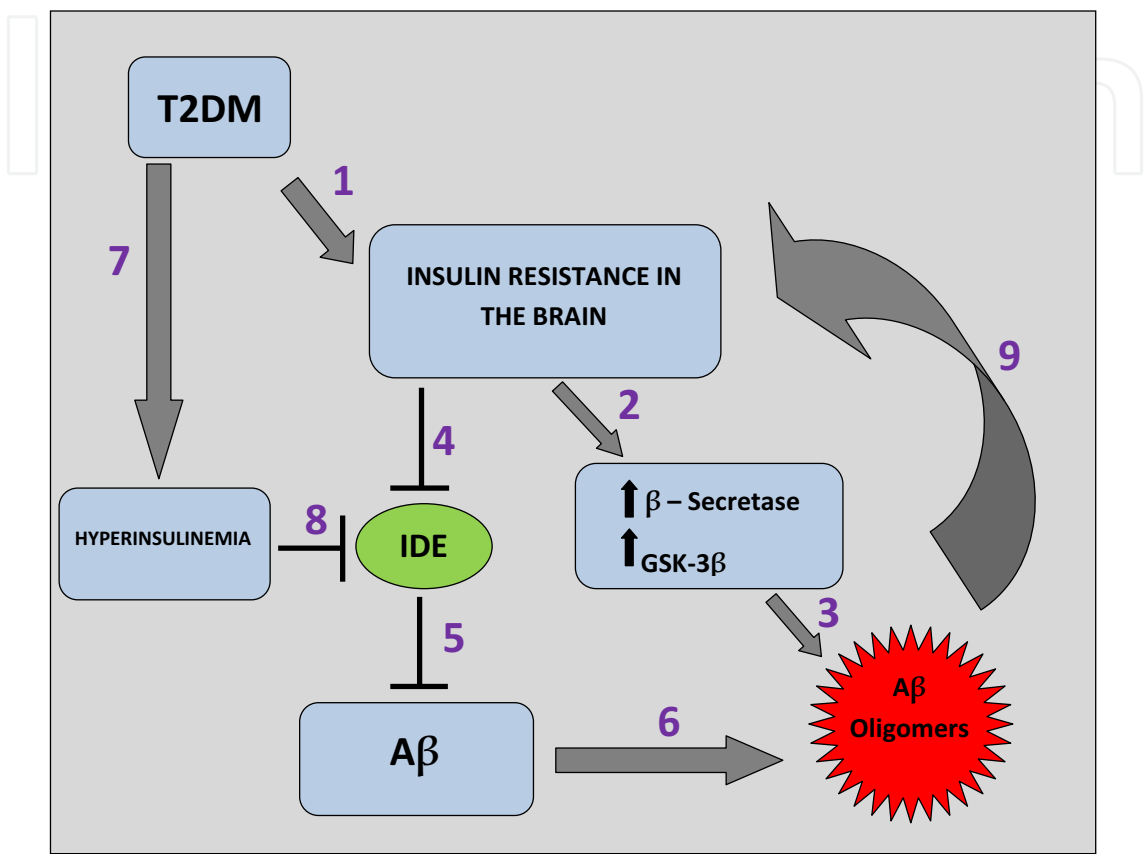 T2DM
1
7
INSULIN RESISTANCE IN
THE BRAIN
9
2
4
β – Secretase
GSK-3β
HYPERINSULINEMIA
8
IDE
3
5
Aβ
Oligomers
6
Aβ